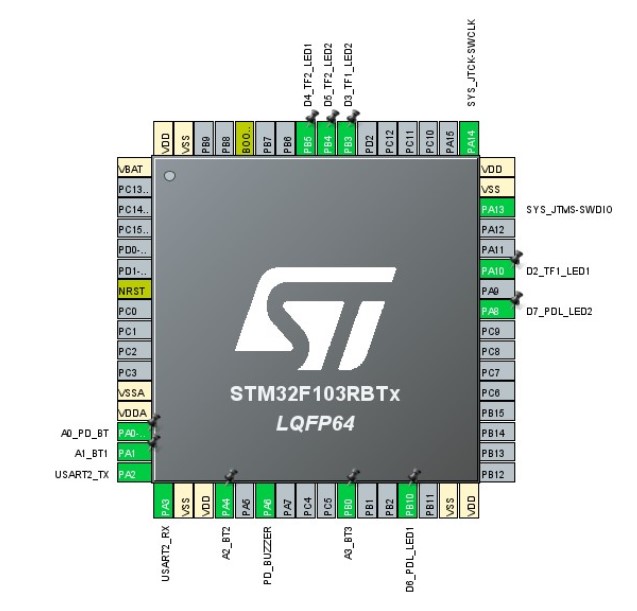 D4_TF2_LED1
D5_TF2_LED2
D3_TF1_LED2
SYS_JTCK-SWCLK
VDD
VSS
PB9
PB8
BOO..
PB7
PB6
PB5
PB4
PB3
PD2
PC12
PC11
PC10
PA15
PA14
VBAT
PC13..
PC14..
PC15..
PD0-..
PD1-..
NRST
PC0
PC1
PC2
PC3
VSSA
VDDA
A0_PD_BT PA0-..
A1_BT1 PA1
USART2_TX PA2
VDD
VSS
PA13 SYS_JTMS-SWDIO
PA12
PA11
PA10 D2_TF1_LED1
PA9
PA8 D7_PDL_LED2
PC9
PC8
PC7
PC6
PB15
PB14
PB13
PB12
ST
STM32F103RBTx
LQFP64
PA3
VSS
VDD
PA4
PA5
PA6
PA7
PC4
PC5
PB0
PB1
PB2
PB10
PB11
VSS
VDD
USART2_RX
A2_BT2
PD_BUZZER
A3_BT3
D6_PDL_LED1